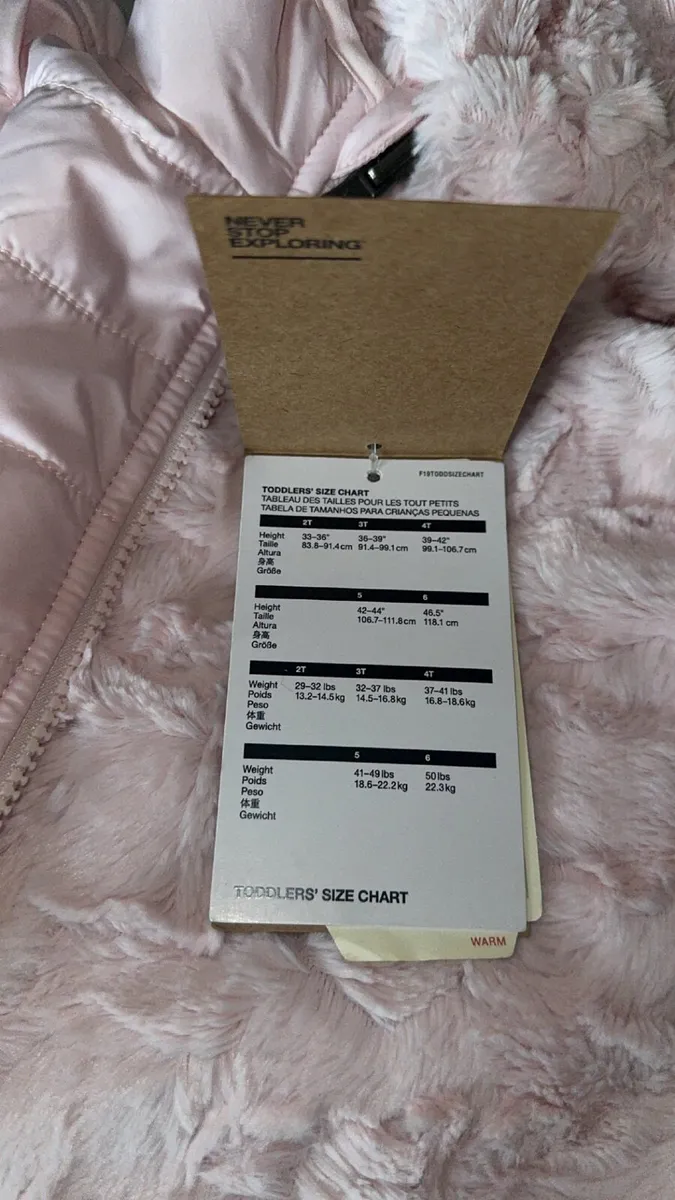 NEVER
STOP
EXPLORING
F19TODDSIZECHART
TODDLERS' SIZE CHART
TABLEAU DES TAILLES POUR LES TOUT PETITS
TABELA DE TAMANHOS PARA CRIANÇAS PEQUENAS
2T 3T 4T
Height 33–36" 36–39" 39–42"
Taille 83.8–91.4cm 91.4–99.1cm 99.1–106.7cm
Altura
身高
Größe
5 6
Height 42–44" 46.5"
Taille 106.7–111.8cm 118.1 cm
Altura
身高
Größe
2T 3T 4T
Weight 29–32 lbs 32–37 lbs 37–41 lbs
Poids 13.2–14.5kg 14.5–16.8kg 16.8–18.6kg
Peso
体重
Gewicht
5 6
Weight 41–49lbs 50lbs
Poids 18.6–22.2kg 22.3kg
Peso
体重
Gewicht
TODDLERS' SIZE CHART
WARM